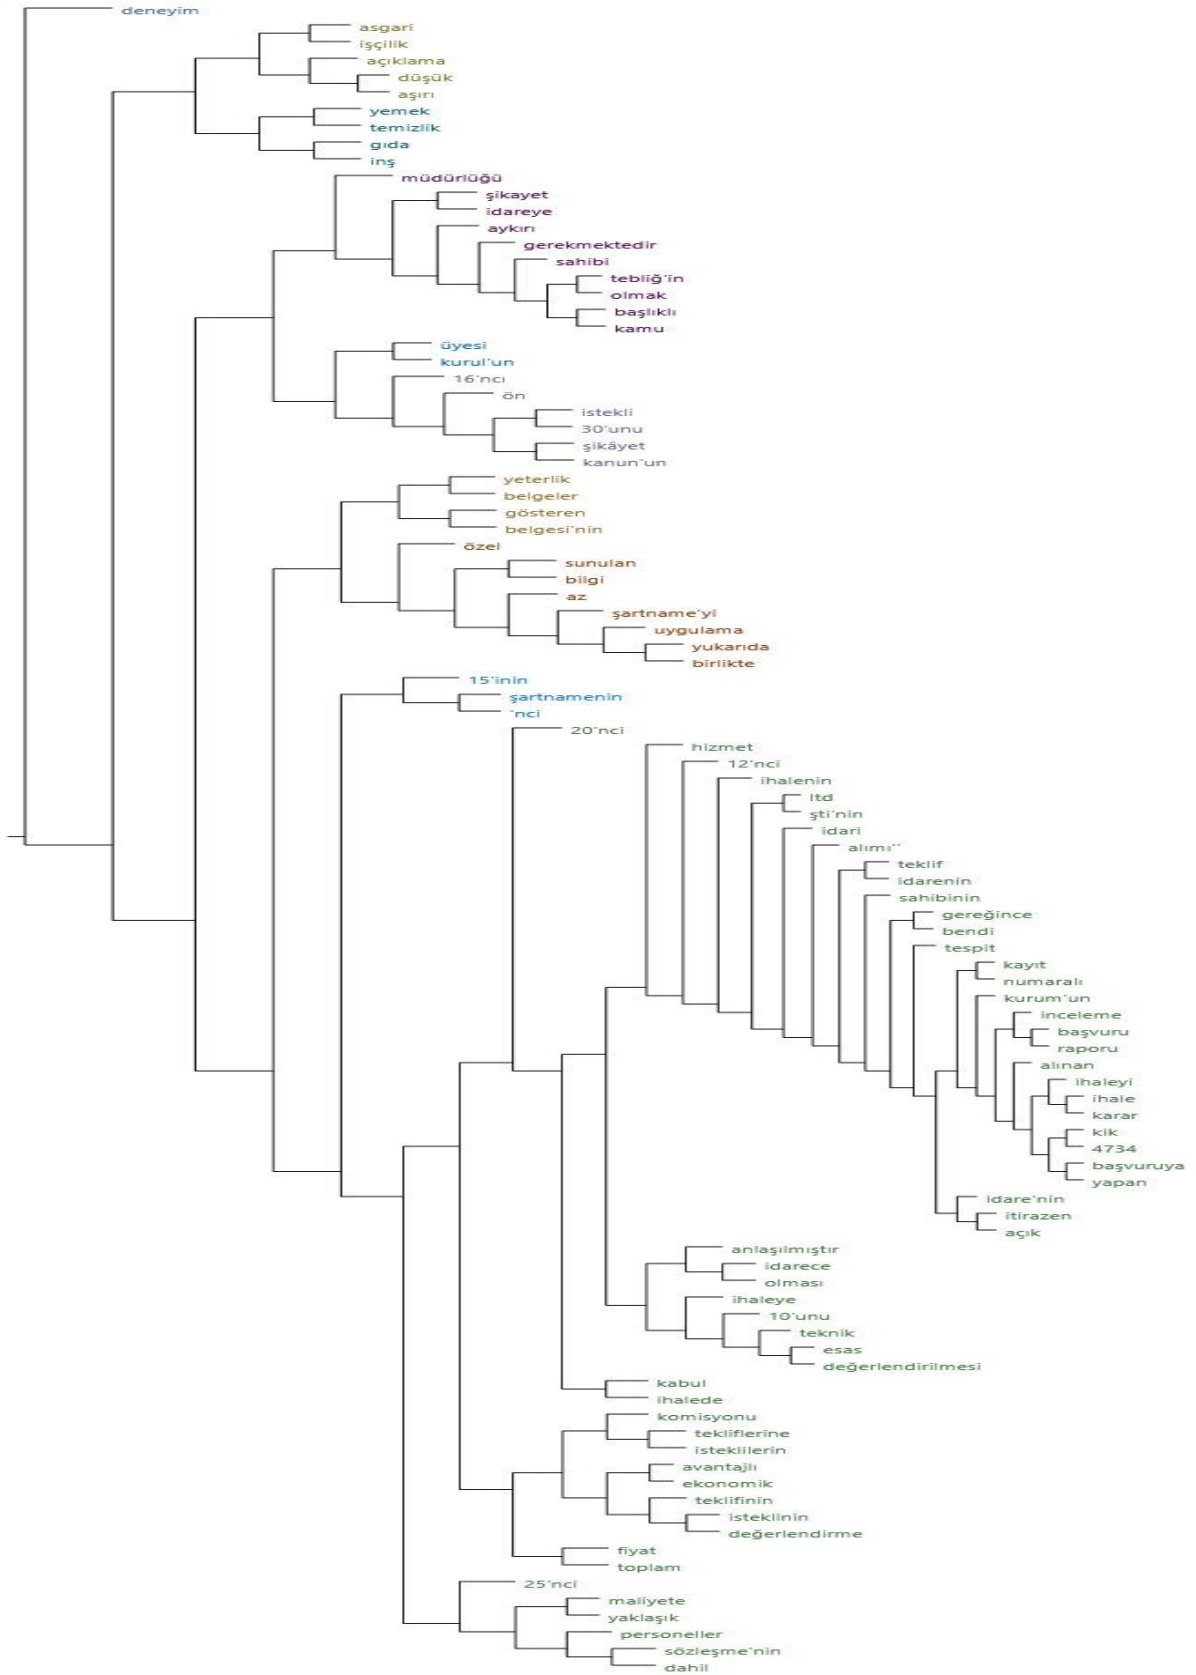 deneyim
asgari
işçilik
açıklama
düşük
aşırı
yemek
temizlik
gıda
inş
müdürlüğü
şikayet
idareye
aykırı
gerekmektedir
sahibi
tebliğ'in
olmak
başlıklı
kamu
üyesi
kurul'un
16'ncı
ön
istekli
30'unu
şikâyet
kanun'un
yeterlik
belgeler
gösteren
belgesi'nin
özel
sunulan
bilgi
az
şartname'yi
uygulama
yukarıda
birlikte
15'inin
şartnamenin
'nci
20'nci
hizmet
12'nci
ihalenin
ltd
şti'nin
idari
alımı''
teklif
idarenin
sahibinin
gereğince
bendi
tespit
kayıt
numaralı
kurum'un
inceleme
başvuru
raporu
alınan
ihaleyi
ihale
karar
kik
4734
başvuruya
yapan
idare'nin
itirazen
açık
anlaşılmıştır
idarece
olması
ihaleye
10'unu
teknik
esas
değerlendirilmesi
kabul
ihalede
komisyonu
tekliflerine
isteklilerin
avantajlı
ekonomik
teklifinin
isteklinin
değerlendirme
fiyat
toplam
25'nci
maliyete
yaklaşık
personeller
sözleşme'nin
dahil